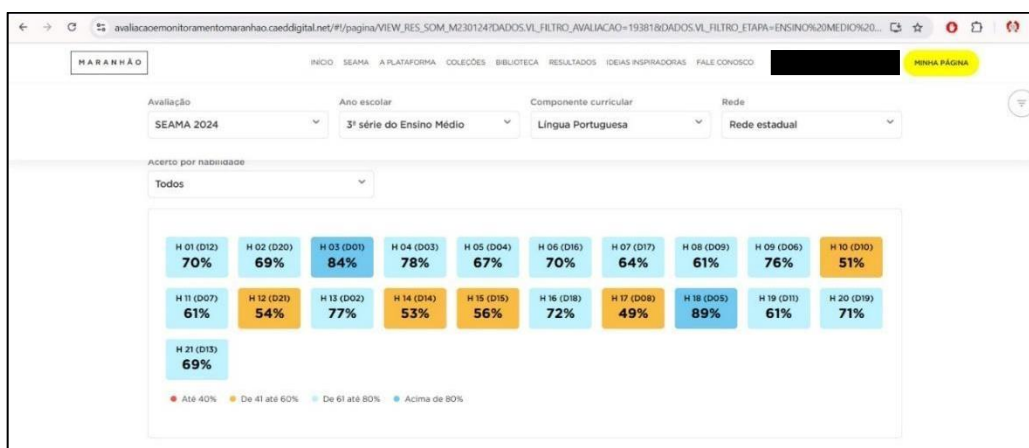 avaliacaoemonitoramentomaranhao.caeddigital.net/#!/pagina/VIEW_RES_SOM_M230124?DADOS.VL_FILTRO_AVALIACAO=19381&DADOS.VL_FILTRO_ETAPA=ENSINO%20MEDIO%20...
MARANHÃO INÍCIO SEAMA A PLATAFORMA COLEÇÕES BIBLIOTECA RESULTADOS IDEIAS INSPIRADORAS FALE CONOSCO MINHA PÁGINA
Avaliação Ano escolar Componente curricular Rede
SEAMA 2024 3ª série do Ensino Médio Língua Portuguesa Rede estadual
Acerto por habilidade
Todos
H 01 (D12) H 02 (D20) H 03 (D01) H 04 (D03) H 05 (D04) H 06 (D16) H 07 (D17) H 08 (D09) H 09 (D06) H 10 (D10)
70% 69% 84% 78% 67% 70% 64% 61% 76% 51%
H 11 (D07) H 12 (D21) H 13 (D02) H 14 (D14) H 15 (D15) H 16 (D18) H 17 (D08) H 18 (D05) H 19 (D11) H 20 (D19)
61% 54% 77% 53% 56% 72% 49% 89% 61% 71%
H 21 (D13)
69%
Até 40% De 41 até 60% De 61 até 80% Acima de 80%